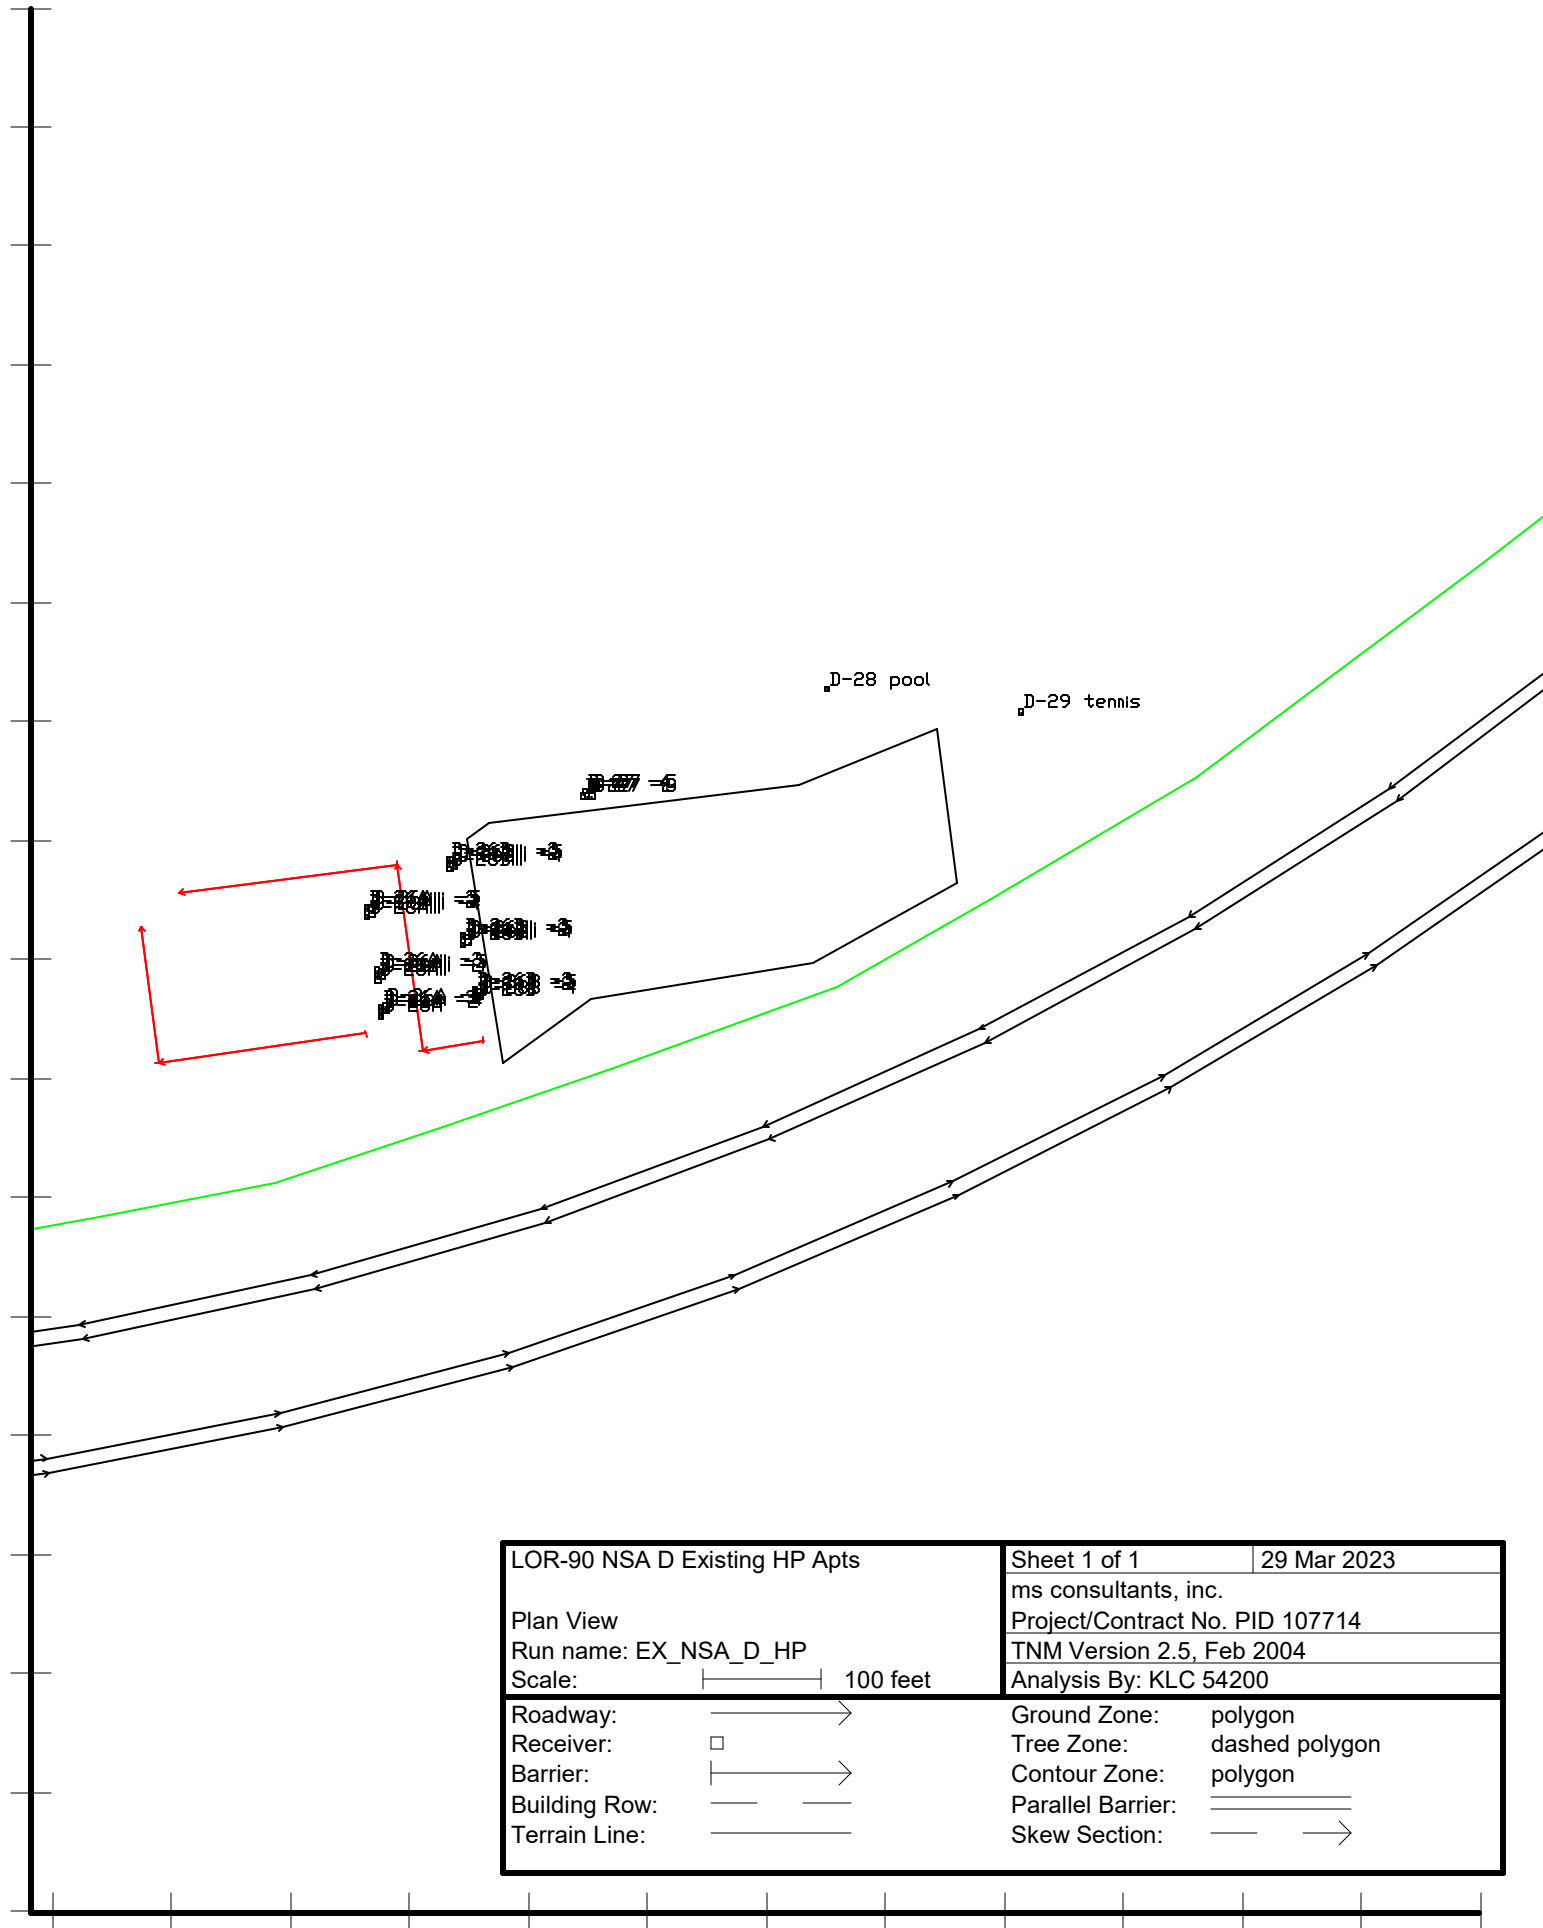 D-28 pool
D-29 tennis
LOR-90 NSA D Existing HP Apts
Plan View
Run name: EX_NSA_D_HP
Scale: 100 feet
Sheet 1 of 1 29 Mar 2023
ms consultants, inc.
Project/Contract No. PID 107714
TNM Version 2.5, Feb 2004
Analysis By: KLC 54200
Roadway:
Receiver:
Barrier:
Building Row:
Terrain Line:
Ground Zone: polygon
Tree Zone: dashed polygon
Contour Zone: polygon
Parallel Barrier:
Skew Section: